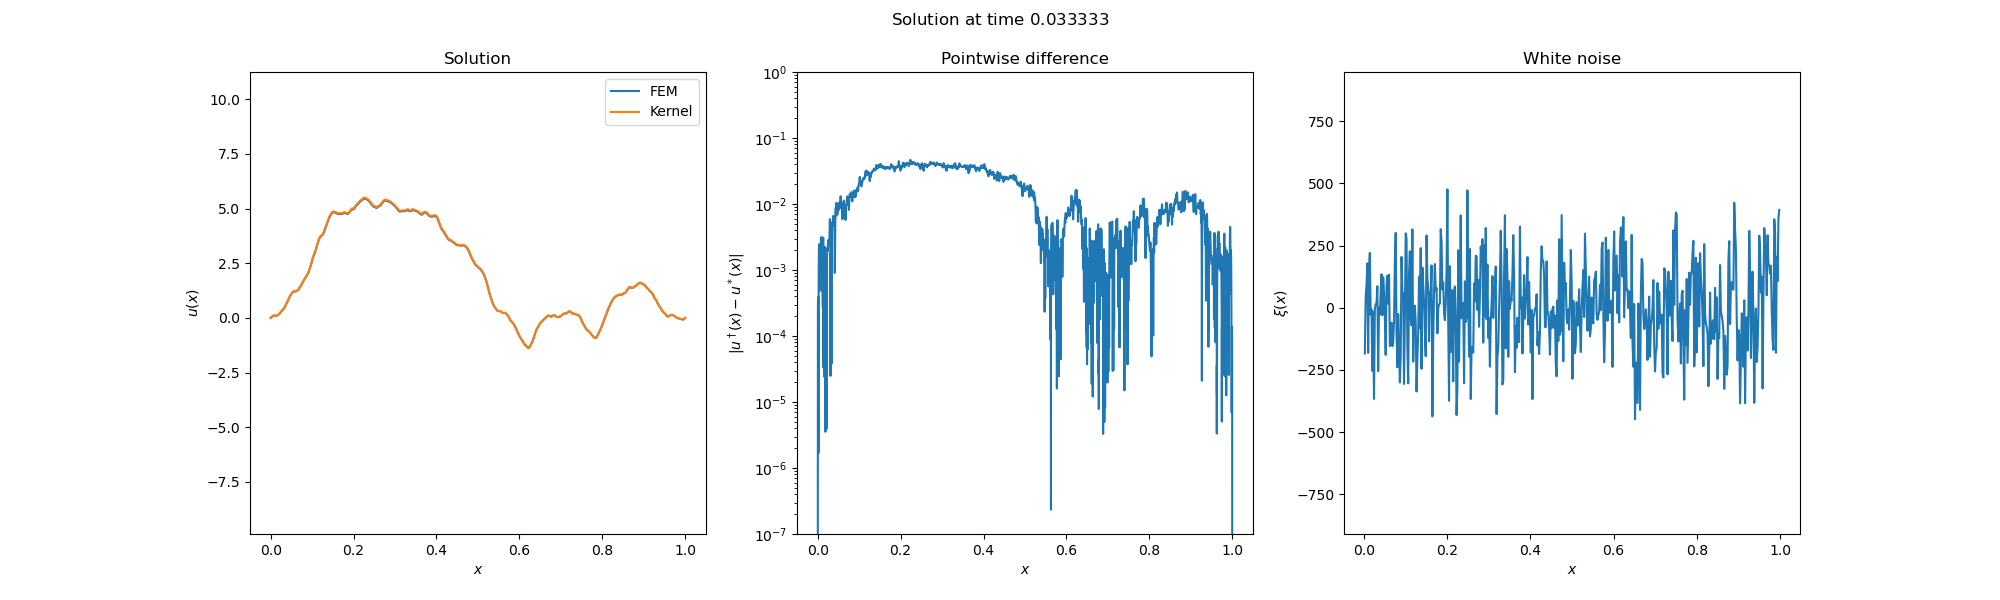 Solution at time 0.033333
Solution
10.0
7.5
5.0
2.5
0.0
−2.5
−5.0
−7.5
u(x)
FEM
Kernel
0.0 0.2 0.4 0.6 0.8 1.0
x
Pointwise difference
10⁰
10⁻¹
10⁻²
10⁻³
10⁻⁴
10⁻⁵
10⁻⁶
10⁻⁷
|u†(x) − u*(x)|
0.0 0.2 0.4 0.6 0.8 1.0
x
White noise
750
500
250
0
−250
−500
−750
ξ(x)
0.0 0.2 0.4 0.6 0.8 1.0
x